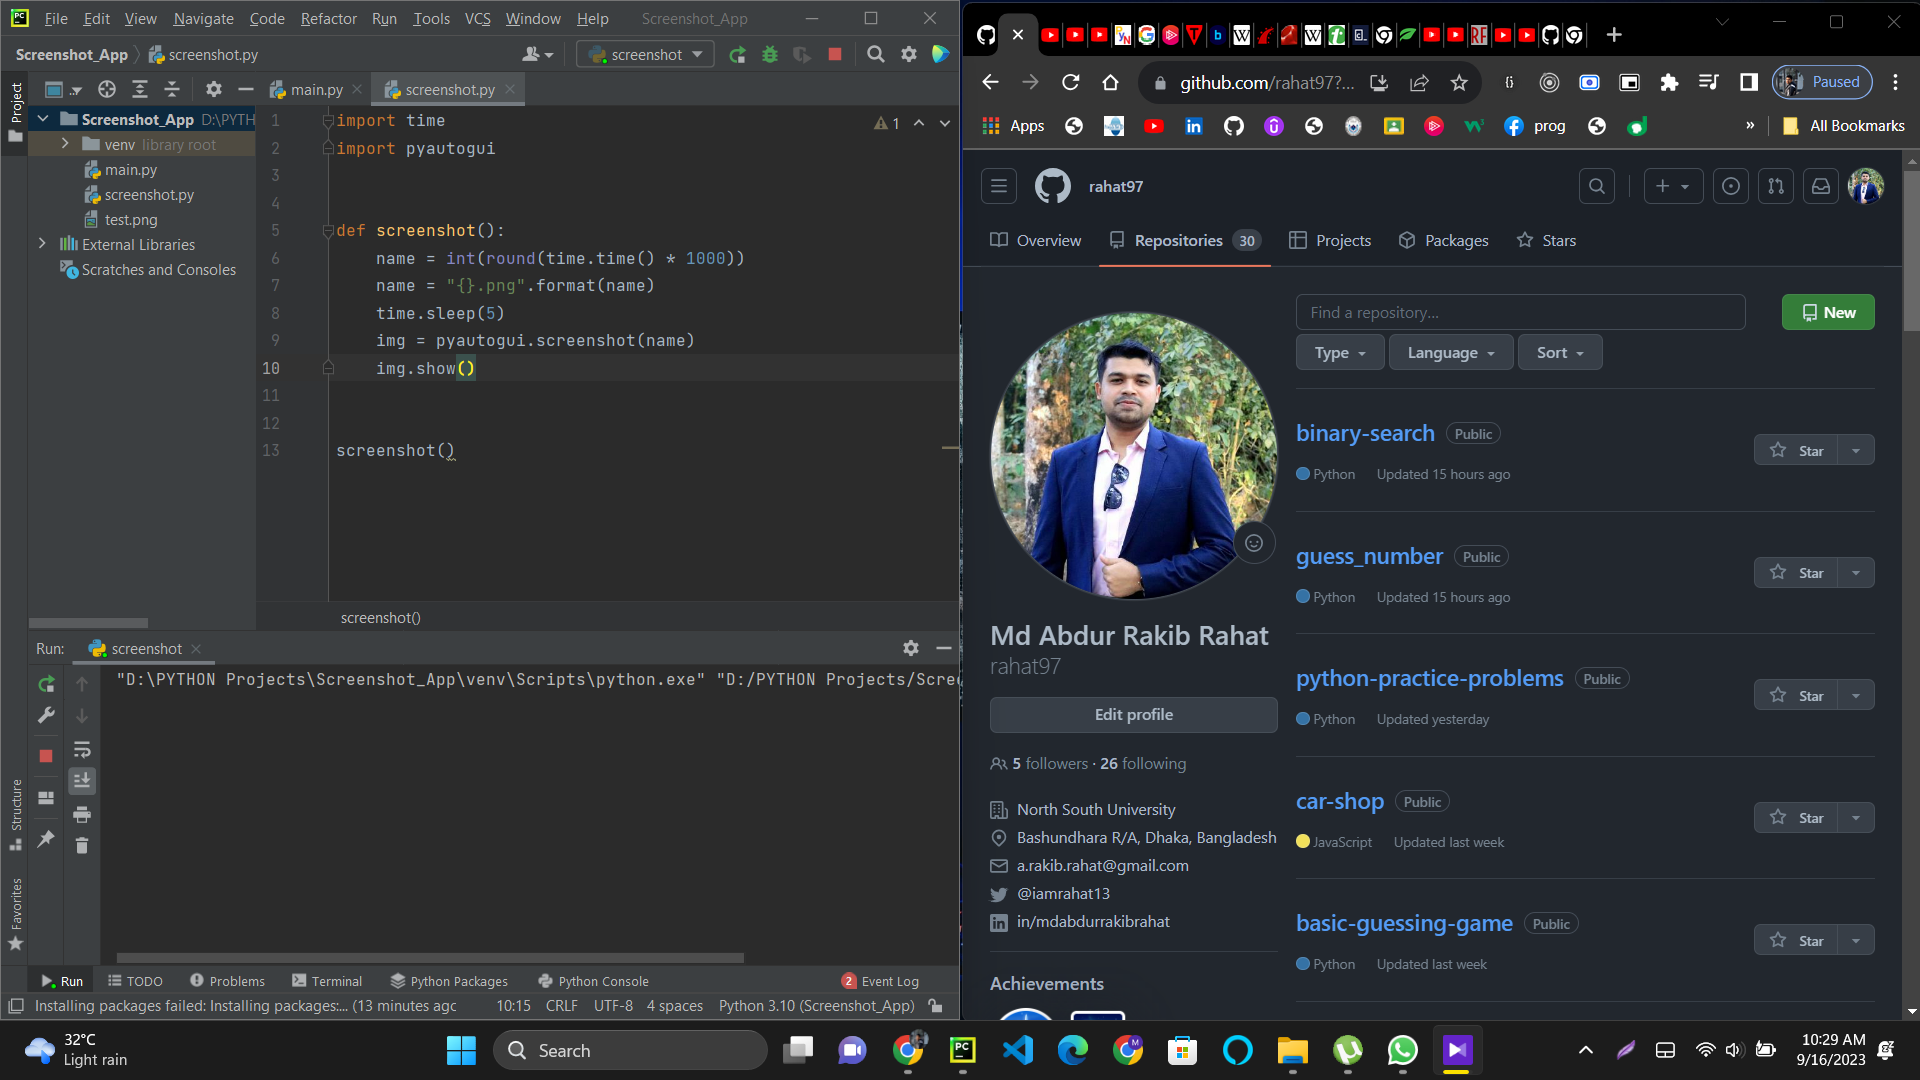 File Edit View Navigate Code Refactor Run Tools VCS Window Help Screenshot_App
Screenshot_App screenshot.py
screenshot
Project
main.py
screenshot.py
Screenshot_App D:\PYTH
venv library root
main.py
screenshot.py
test.png
External Libraries
Scratches and Consoles
1 import time
2 import pyautogui
3
4
5 def screenshot():
6 name = int(round(time.time() * 1000))
7 name = "{}.png".format(name)
8 time.sleep(5)
9 img = pyautogui.screenshot(name)
10 img.show()
11
12
13 screenshot()
1
screenshot()
Run: screenshot
"D:\PYTHON Projects\Screenshot_App\venv\Scripts\python.exe" "D:/PYTHON Projects/Scree
Structure
Favorites
Run TODO Problems Terminal Python Packages Python Console 2 Event Log
Installing packages failed: Installing packages:... (13 minutes agc 10:15 CRLF UTF-8 4 spaces Python 3.10 (Screenshot_App)
github.com/rahat97?...
Paused
Apps
prog
»
All Bookmarks
rahat97
Overview Repositories 30 Projects Packages Stars
Find a repository...
New
Type Language Sort
binary-search Public
Python Updated 15 hours ago
Star
guess_number Public
Python Updated 15 hours ago
Star
python-practice-problems Public
Python Updated yesterday
Star
car-shop Public
JavaScript Updated last week
Star
basic-guessing-game Public
Python Updated last week
Star
Md Abdur Rakib Rahat
rahat97
Edit profile
5 followers · 26 following
North South University
Bashundhara R/A, Dhaka, Bangladesh
a.rakib.rahat@gmail.com
@iamrahat13
in/mdabdurrakibrahat
Achievements
32°C
Light rain
Search
10:29 AM
9/16/2023